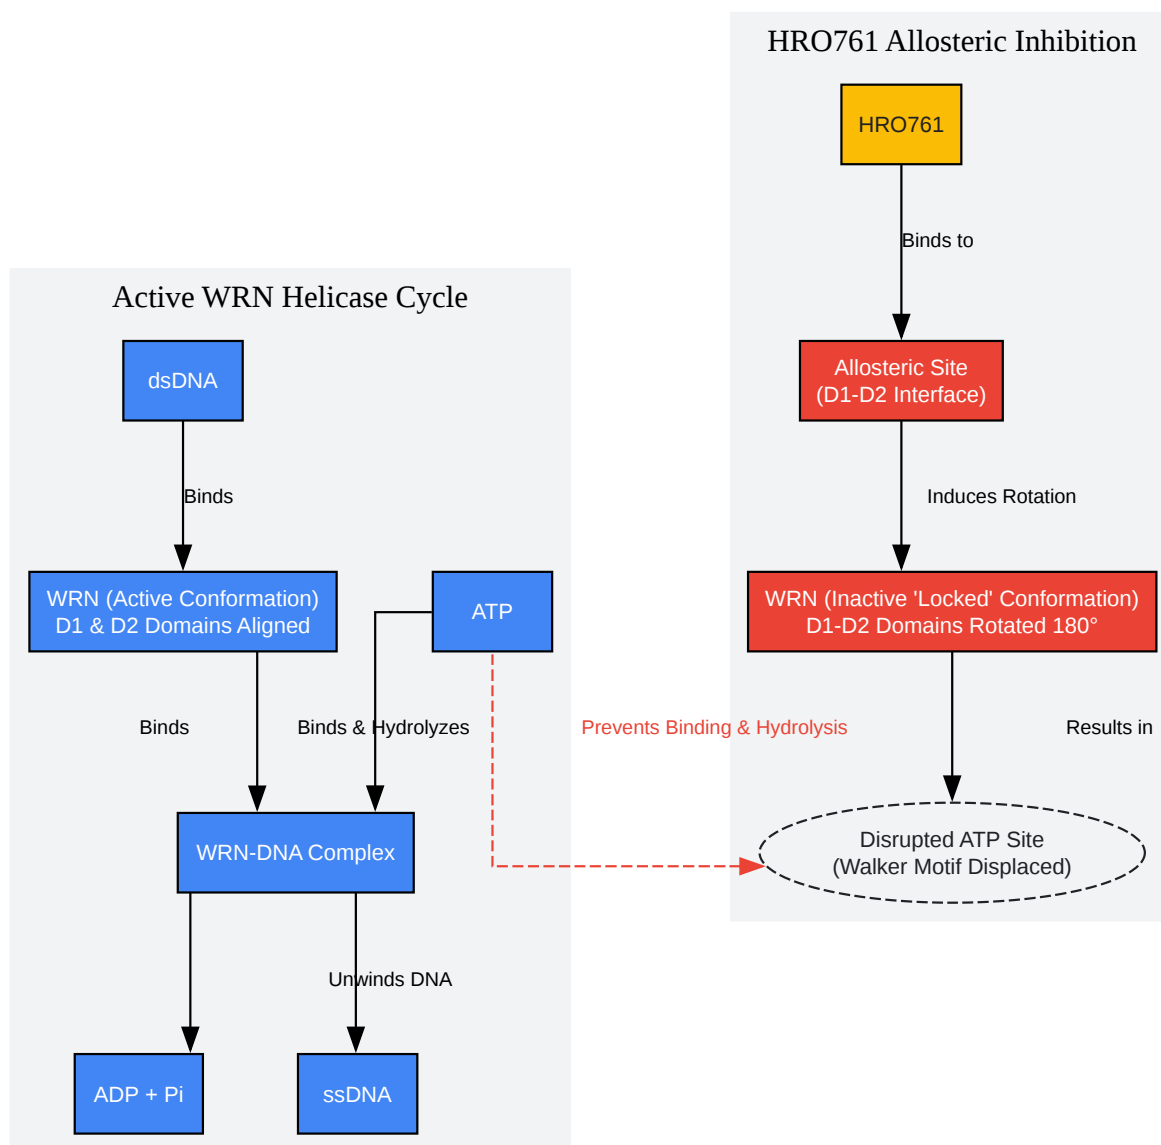 HRO761 Allosteric Inhibition
HRO761
Binds to
Active WRN Helicase Cycle
dsDNA
Allosteric Site
(D1-D2 Interface)
Binds
Induces Rotation
WRN (Active Conformation)
D1 & D2 Domains Aligned
ATP
WRN (Inactive 'Locked' Conformation)
D1-D2 Domains Rotated 180°
Binds
Binds & Hydrolyzes
Prevents Binding & Hydrolysis
Results in
WRN-DNA Complex
Disrupted ATP Site
(Walker Motif Displaced)
Unwinds DNA
ADP + Pi
ssDNA